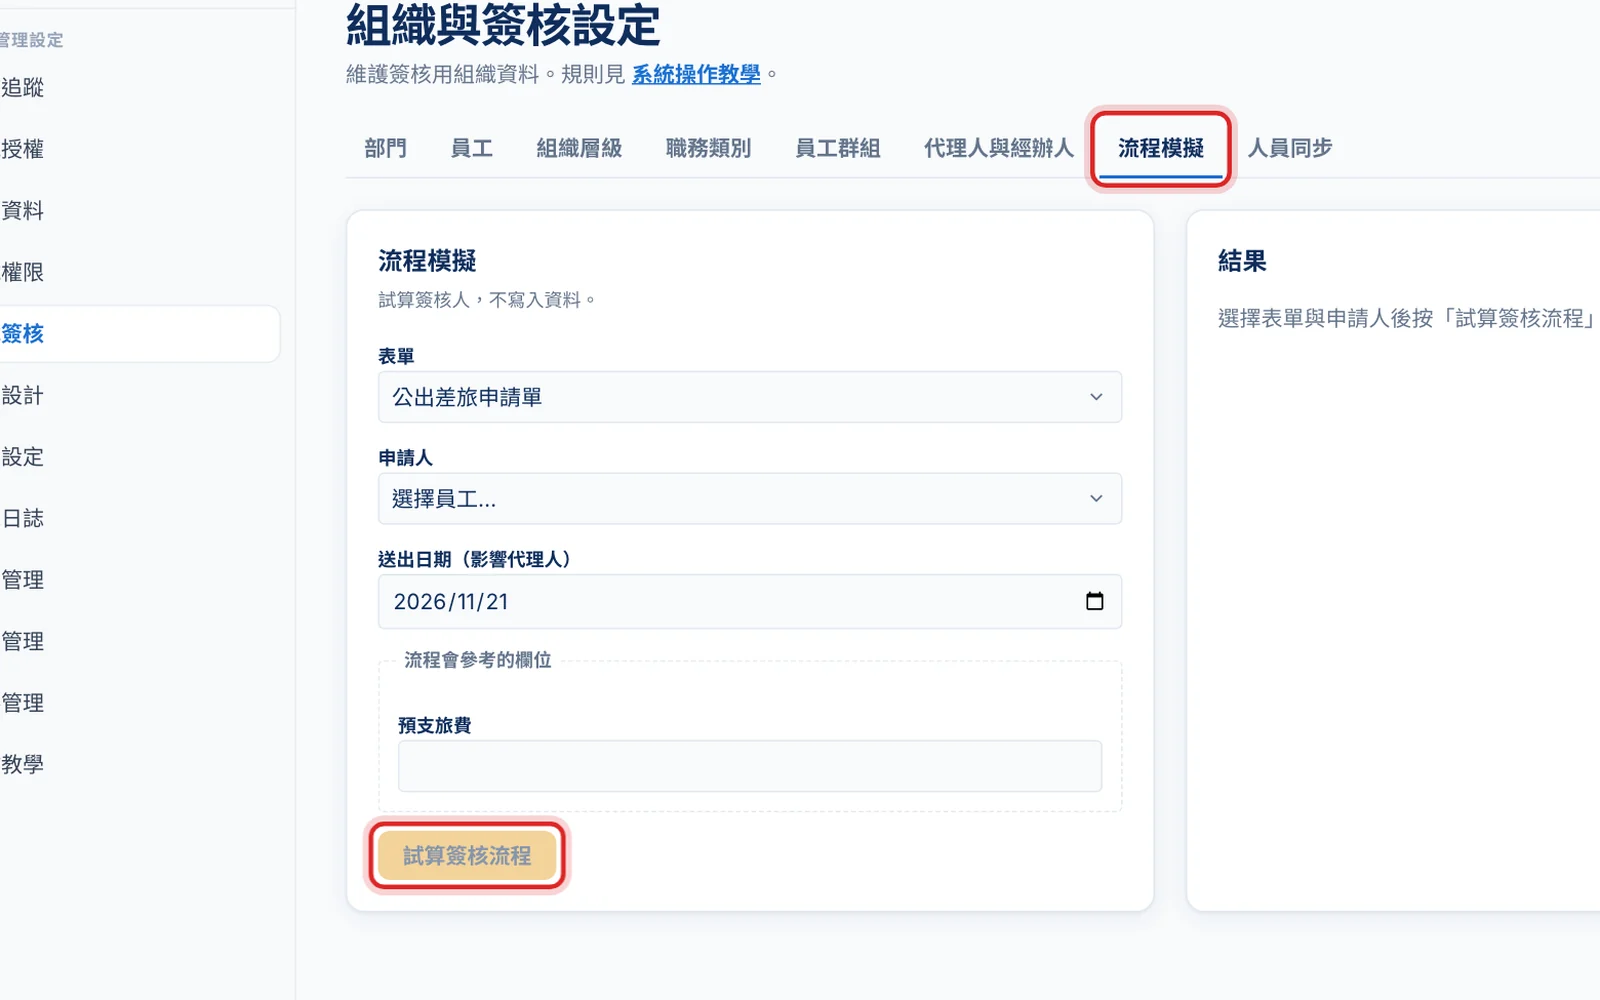 組織與簽核設定
維護簽核用組織資料。規則見 系統操作教學。
管理設定
追蹤
授權
資料
權限
簽核
設計
設定
日誌
管理
管理
管理
教學
部門 員工 組織層級 職務類別 員工群組 代理人與經辦人 流程模擬 人員同步
流程模擬
試算簽核人，不寫入資料。
表單
公出差旅申請單
申請人
選擇員工...
送出日期（影響代理人）
2026/11/21
流程會參考的欄位
預支旅費
試算簽核流程
結果
選擇表單與申請人後按「試算簽核流程」